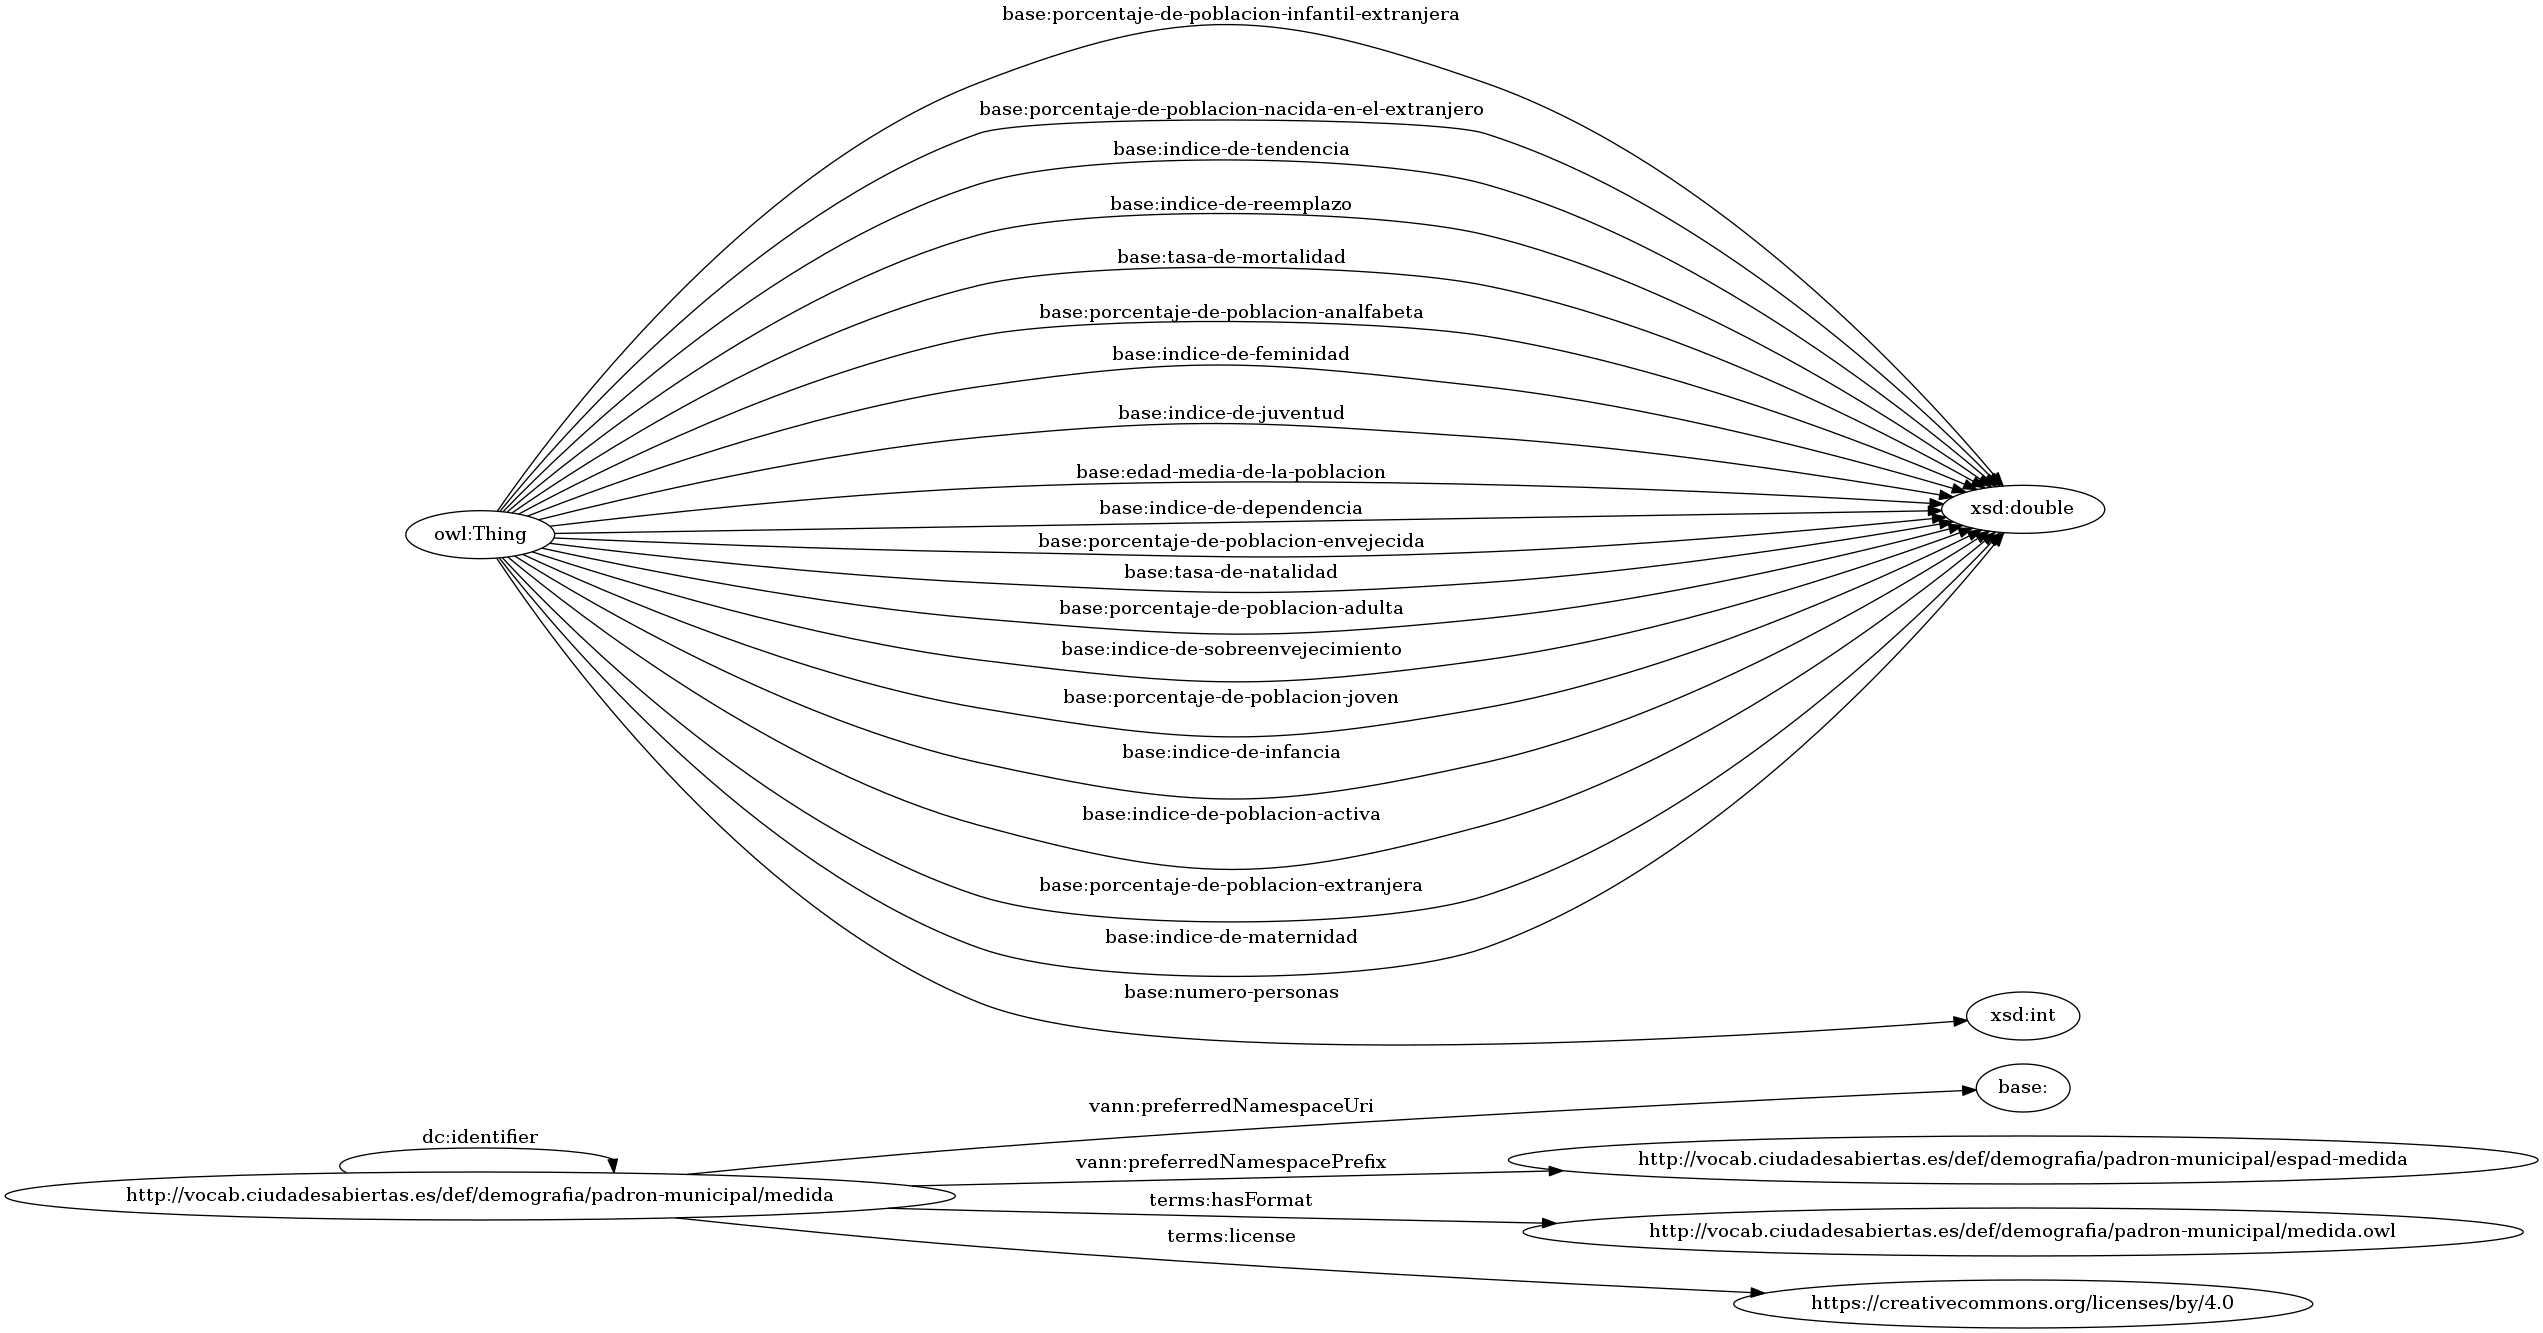 base:porcentaje-de-poblacion-infantil-extranjera
base:porcentaje-de-poblacion-nacida-en-el-extranjero
base:indice-de-tendencia
base:indice-de-reemplazo
base:tasa-de-mortalidad
base:porcentaje-de-poblacion-analfabeta
base:indice-de-feminidad
base:indice-de-juventud
base:edad-media-de-la-poblacion
base:indice-de-dependencia
xsd:double
owl:Thing
base:porcentaje-de-poblacion-envejecida
base:tasa-de-natalidad
base:porcentaje-de-poblacion-adulta
base:indice-de-sobreenvejecimiento
base:porcentaje-de-poblacion-joven
base:indice-de-infancia
base:indice-de-poblacion-activa
base:porcentaje-de-poblacion-extranjera
base:indice-de-maternidad
base:numero-personas
xsd:int
base:
vann:preferredNamespaceUri
dc:identifier
vann:preferredNamespacePrefix
http://vocab.ciudadesabiertas.es/def/demografia/padron-municipal/espad-medida
http://vocab.ciudadesabiertas.es/def/demografia/padron-municipal/medida
terms:hasFormat
http://vocab.ciudadesabiertas.es/def/demografia/padron-municipal/medida.owl
terms:license
https://creativecommons.org/licenses/by/4.0